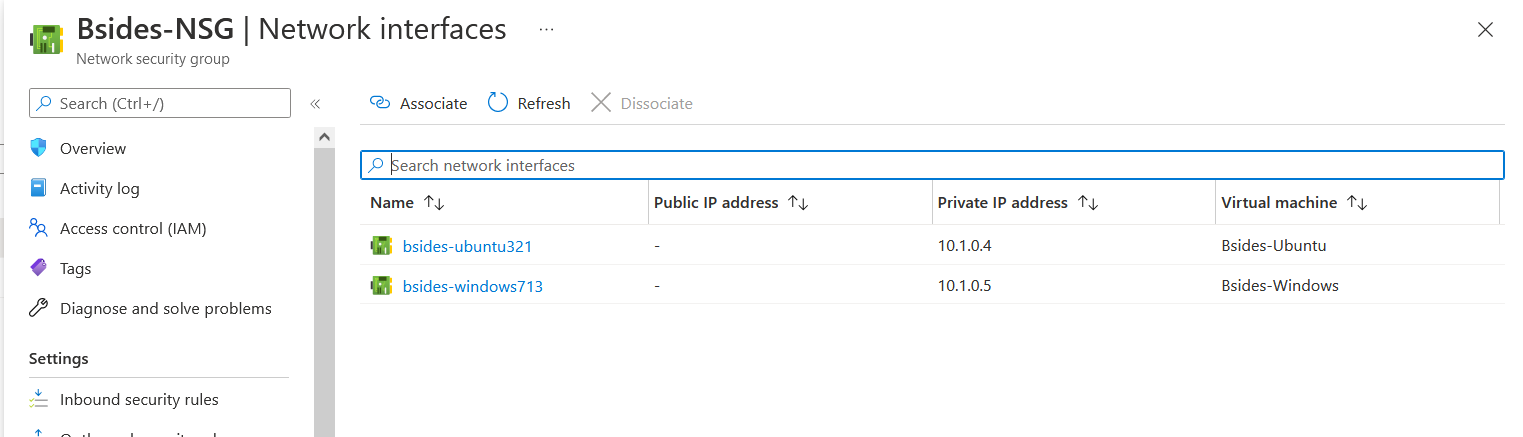 Bsides-NSG | Network interfaces ...
Network security group
Search (Ctrl+/)
«
Overview
Activity log
Access control (IAM)
Tags
Diagnose and solve problems
Settings
Inbound security rules
Associate Refresh Dissociate
Search network interfaces
Name Public IP address Private IP address Virtual machine
bsides-ubuntu321 - 10.1.0.4 Bsides-Ubuntu
bsides-windows713 - 10.1.0.5 Bsides-Windows